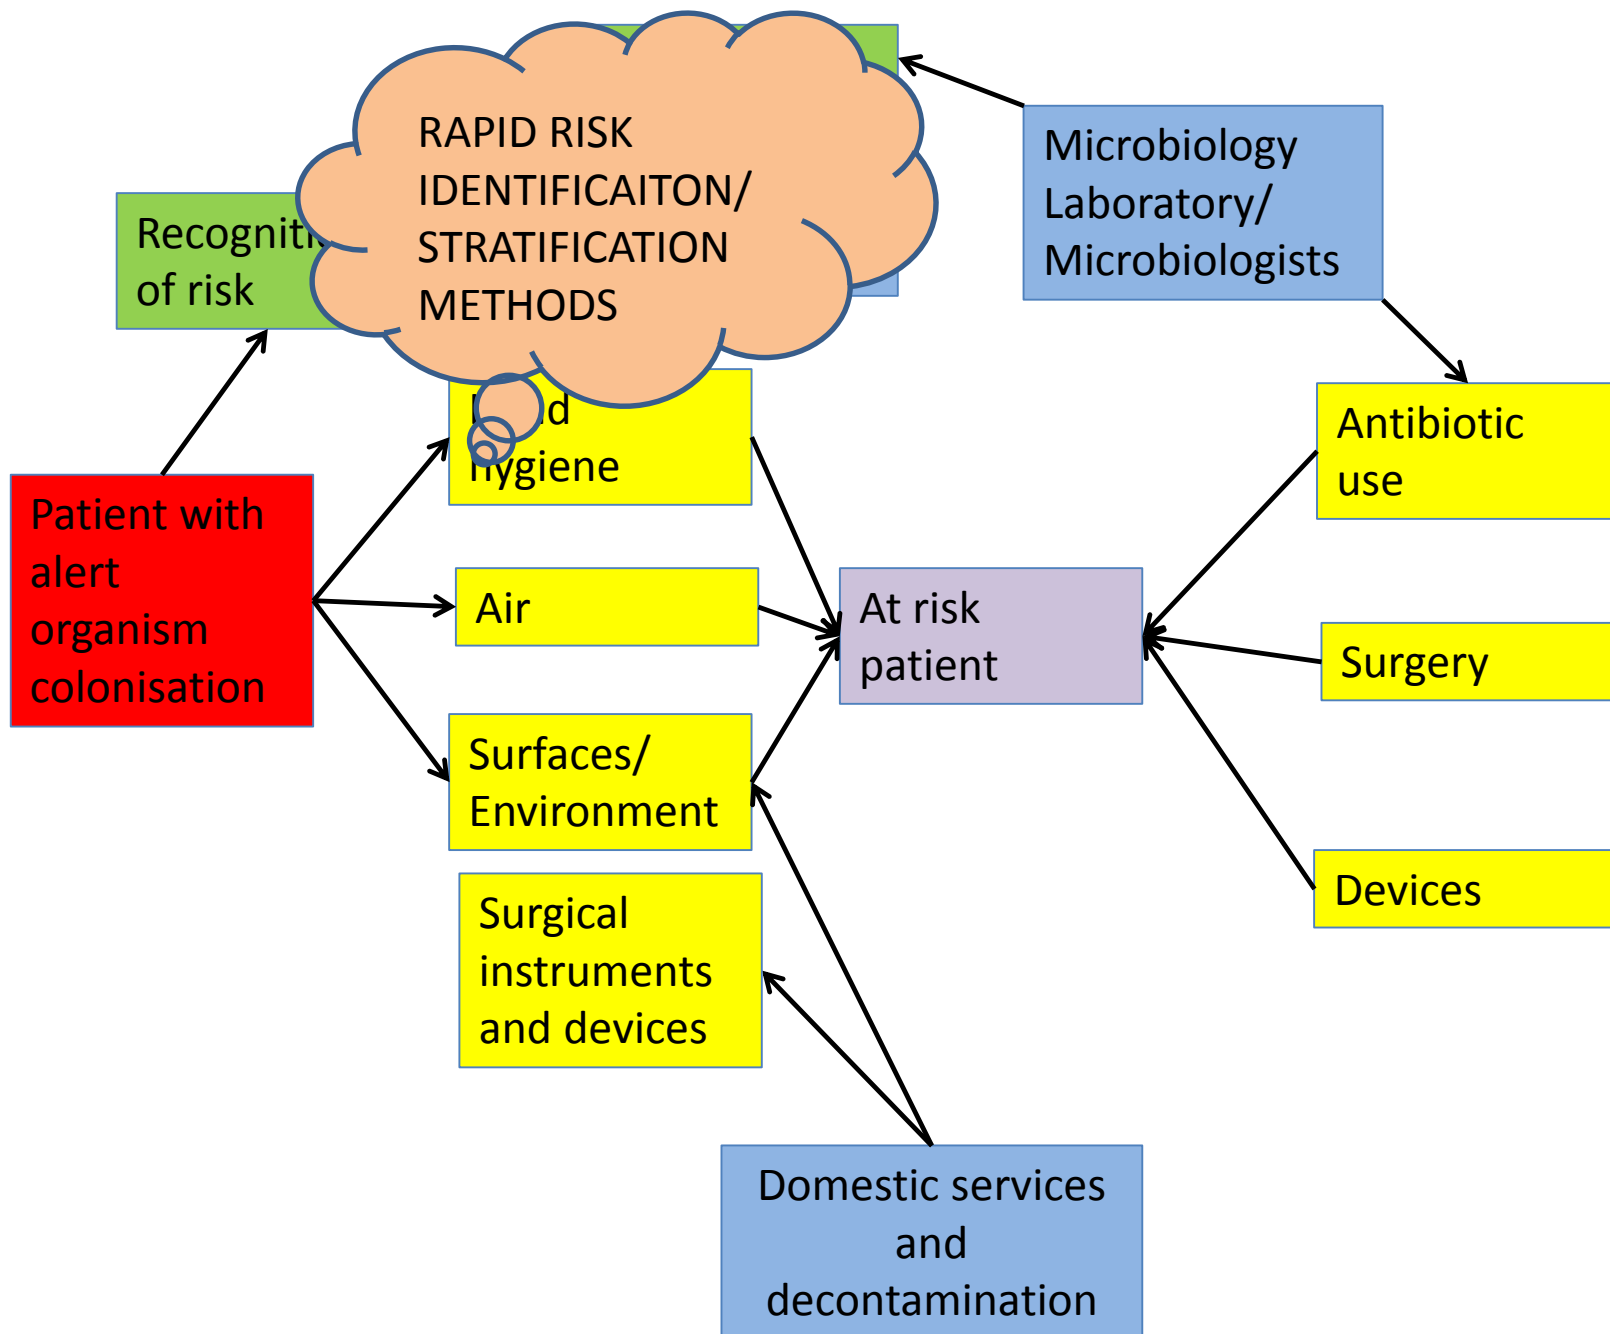 RAPID RISK
IDENTIFICAITON/
STRATIFICATION
METHODS
Microbiology
Laboratory/
Microbiologists
of risk
hygiene
Antibiotic
use
Patient with
alert
organism
colonisation
Air
At risk
patient
Surgery
Surfaces/
Environment
Devices
Surgical
instruments
and devices
Domestic services
and
decontamination